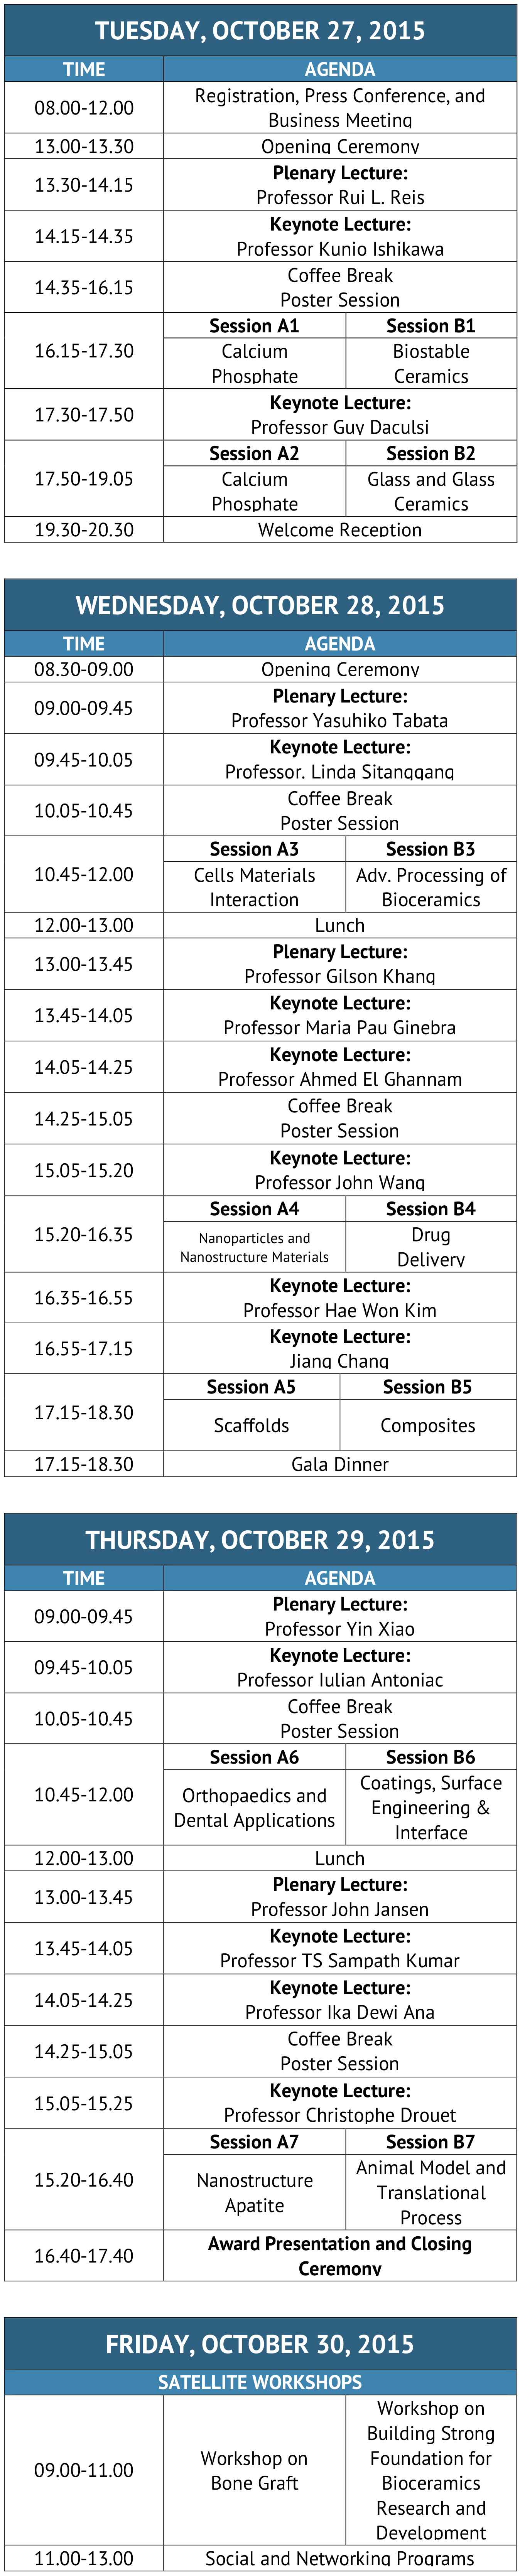 TUESDAY, OCTOBER 27, 2015
TIME AGENDA
08.00-12.00 Registration, Press Conference, and
Business Meeting
13.00-13.30 Opening Ceremony
13.30-14.15 Plenary Lecture:
Professor Rui L. Reis
14.15-14.35 Keynote Lecture:
Professor Kunio Ishikawa
14.35-16.15 Coffee Break
Poster Session
16.15-17.30 Session A1 Session B1
Calcium Biostable
Phosphate Ceramics
17.30-17.50 Keynote Lecture:
Professor Guy Daculsi
17.50-19.05 Session A2 Session B2
Calcium Glass and Glass
Phosphate Ceramics
19.30-20.30 Welcome Reception
WEDNESDAY, OCTOBER 28, 2015
TIME AGENDA
08.30-09.00 Opening Ceremony
09.00-09.45 Plenary Lecture:
Professor Yasuhiko Tabata
09.45-10.05 Keynote Lecture:
Professor. Linda Sitanggang
10.05-10.45 Coffee Break
Poster Session
10.45-12.00 Session A3 Session B3
Cells Materials Adv. Processing of
Interaction Bioceramics
12.00-13.00 Lunch
13.00-13.45 Plenary Lecture:
Professor Gilson Khang
13.45-14.05 Keynote Lecture:
Professor Maria Pau Ginebra
14.05-14.25 Keynote Lecture:
Professor Ahmed El Ghannam
14.25-15.05 Coffee Break
Poster Session
15.05-15.20 Keynote Lecture:
Professor John Wang
15.20-16.35 Session A4 Session B4
Nanoparticles and Drug
Nanostructure Materials Delivery
16.35-16.55 Keynote Lecture:
Professor Hae Won Kim
16.55-17.15 Keynote Lecture:
Jiang Chang
17.15-18.30 Session A5 Session B5
Scaffolds Composites
17.15-18.30 Gala Dinner
THURSDAY, OCTOBER 29, 2015
TIME AGENDA
09.00-09.45 Plenary Lecture:
Professor Yin Xiao
09.45-10.05 Keynote Lecture:
Professor Iulian Antoniac
10.05-10.45 Coffee Break
Poster Session
10.45-12.00 Session A6 Session B6
Orthopaedics and Coatings, Surface
Dental Applications Engineering &
Interface
12.00-13.00 Lunch
13.00-13.45 Plenary Lecture:
Professor John Jansen
13.45-14.05 Keynote Lecture:
Professor TS Sampath Kumar
14.05-14.25 Keynote Lecture:
Professor Ika Dewi Ana
14.25-15.05 Coffee Break
Poster Session
15.05-15.25 Keynote Lecture:
Professor Christophe Drouet
15.20-16.40 Session A7 Session B7
Nanostructure Animal Model and
Apatite Translational
Process
16.40-17.40 Award Presentation and Closing
Ceremony
FRIDAY, OCTOBER 30, 2015
SATELLITE WORKSHOPS
09.00-11.00 Workshop on
Bone Graft
Workshop on
Building Strong
Foundation for
Bioceramics
Research and
Development
11.00-13.00 Social and Networking Programs